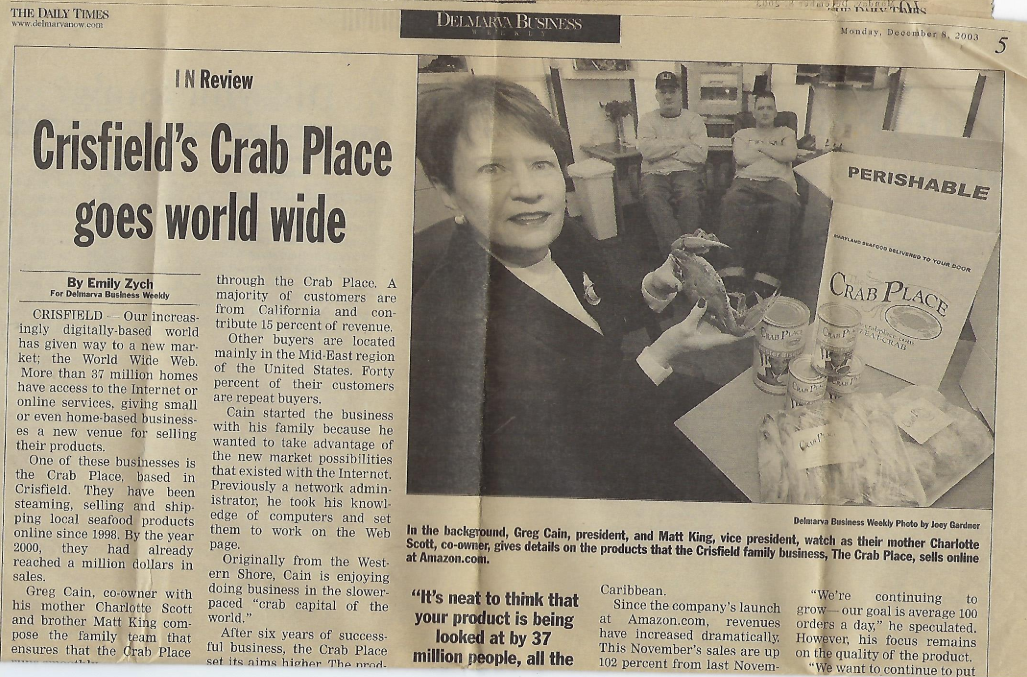 THE DAILY TIMES
www.delmarvanow.com
DELMARVA BUSINESS
WEEKLY
Monday, December 8, 2003
5
IN Review
Crisfield's Crab Place
goes world wide
By Emily Zych
For Delmarva Business Weekly
CRISFIELD — Our increas-
ingly digitally-based world
has given way to a new mar-
ket; the World Wide Web.
More than 37 million homes
have access to the Internet or
online services, giving small
or even home-based business-
es a new venue for selling
their products.
One of these businesses is
the Crab Place, based in
Crisfield. They have been
steaming, selling and ship-
ping local seafood products
online since 1998. By the year
2000, they had already
reached a million dollars in
sales.
Greg Cain, co-owner with
his mother Charlotte Scott
and brother Matt King com-
pose the family team that
ensures that the Crab Place
through the Crab Place. A
majority of customers are
from California and con-
tribute 15 percent of revenue.
Other buyers are located
mainly in the Mid-East region
of the United States. Forty
percent of their customers
are repeat buyers.
Cain started the business
with his family because he
wanted to take advantage of
the new market possibilities
that existed with the Internet.
Previously a network admin-
istrator, he took his knowl-
edge of computers and set
them to work on the Web
page.
Originally from the West-
ern Shore, Cain is enjoying
doing business in the slower-
paced "crab capital of the
world."
After six years of success-
ful business, the Crab Place
set its aims higher. The prod-
PERISHABLE
MARYLAND SEAFOOD DELIVERED TO YOUR DOOR
CRAB PLACE
CRAB PLACE
Delmarva Business Weekly Photo by Joey Gardner
In the background, Greg Cain, president, and Matt King, vice president, watch as their mother Charlotte
Scott, co-owner, gives details on the products that the Crisfield family business, The Crab Place, sells online
at Amazon.com.
"It's neat to think that
your product is being
looked at by 37
million people, all the
Caribbean.
Since the company's launch
at Amazon.com, revenues
have increased dramatically.
This November's sales are up
102 percent from last Novem-
"We're continuing to
grow—our goal is average 100
orders a day," he speculated.
However, his focus remains
on the quality of the product.
"We want to continue to put